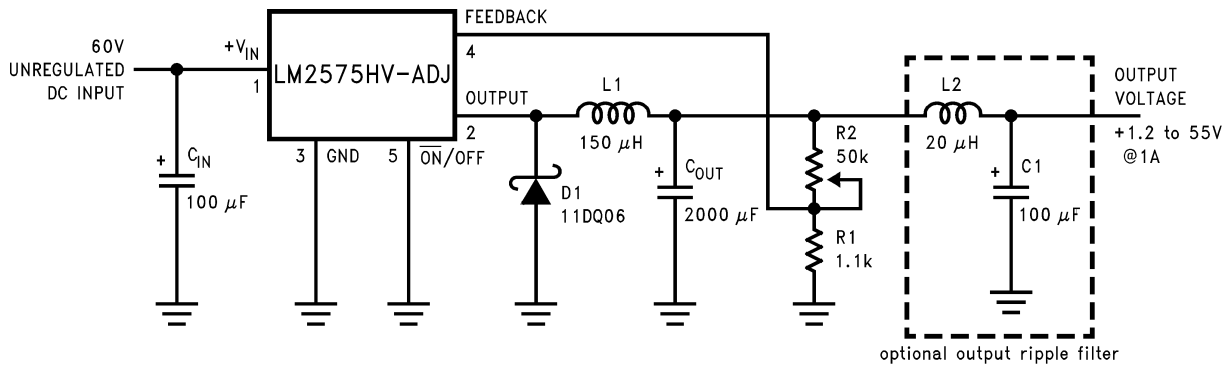 FEEDBACK
60V
UNREGULATED
DC INPUT
+VIN
1
LM2575HV-ADJ
4
OUTPUT
2
3 GND
5 O̅N̅/OFF
+
CIN
100 μF
D1
11DQ06
L1
150 μH
+
COUT
2000 μF
R2
50k
R1
1.1k
L2
20 μH
+
C1
100 μF
OUTPUT
VOLTAGE
+1.2 to 55V
@1A
optional output ripple filter